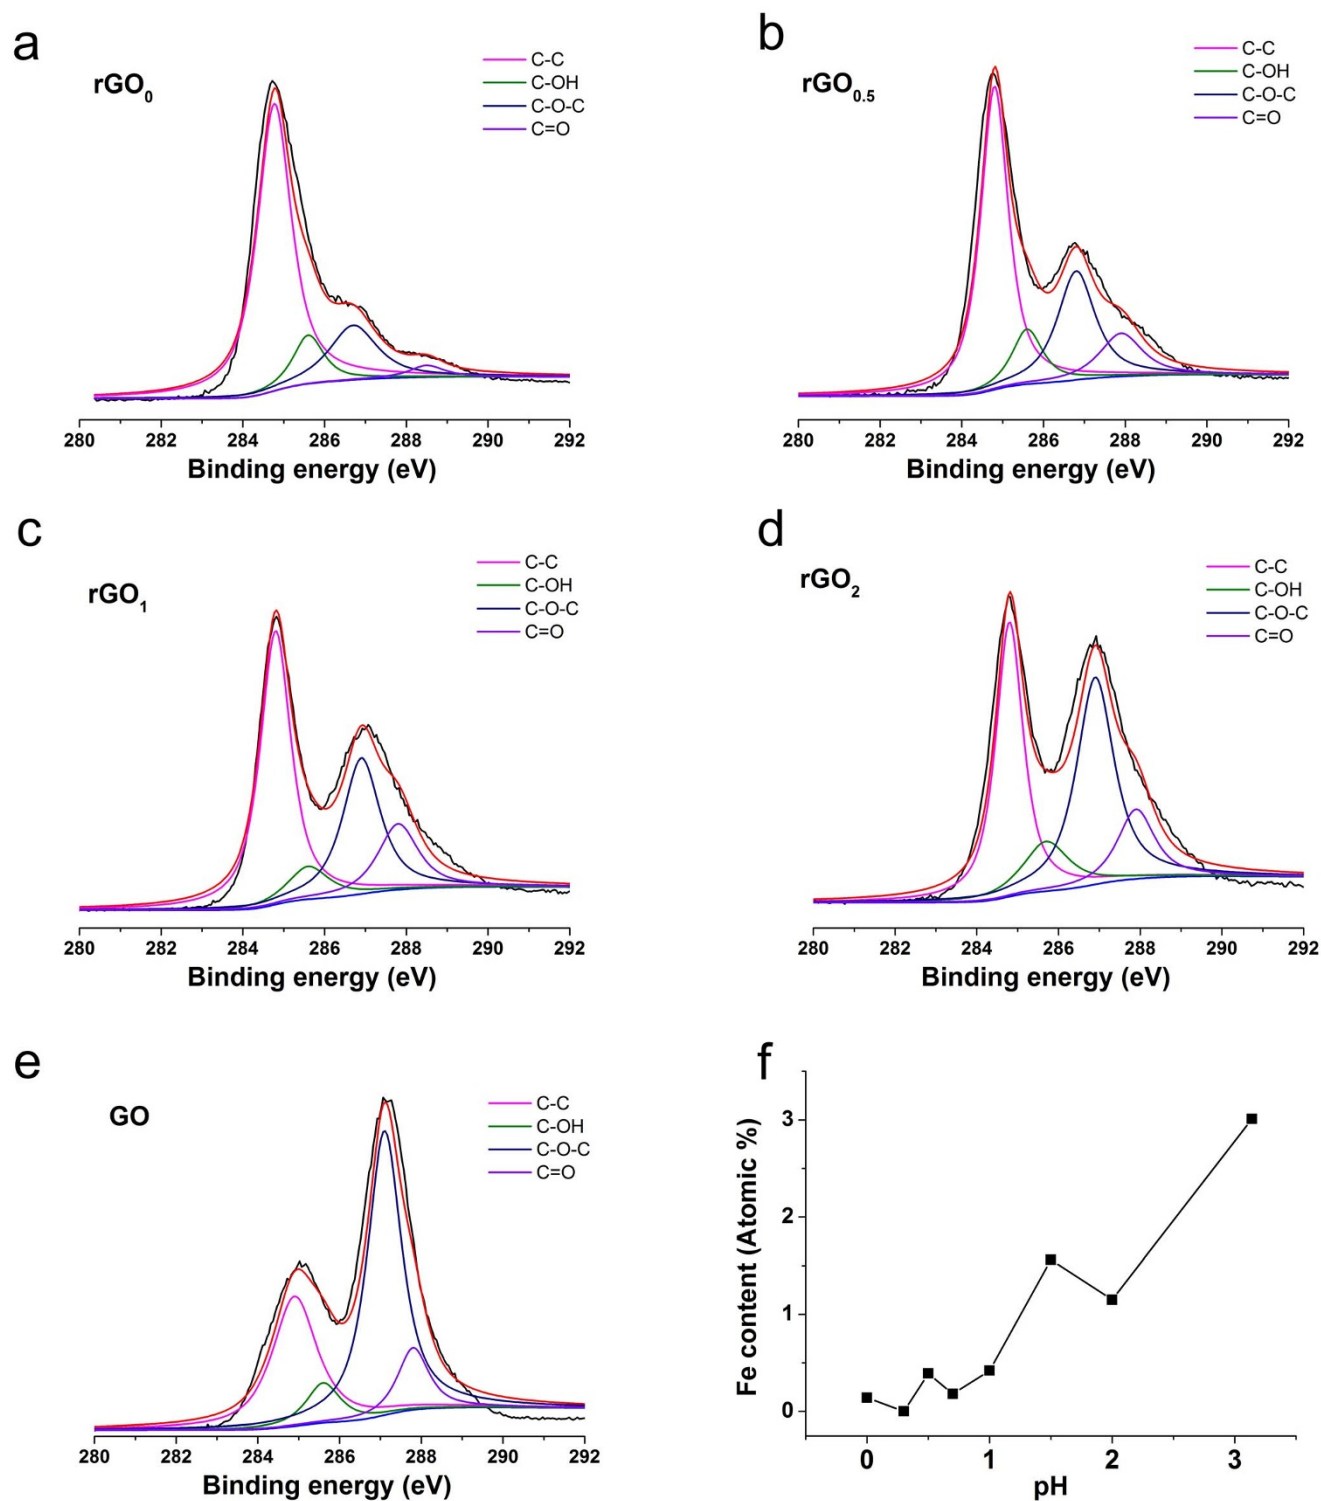 a
rGO0
C-C
C-OH
C-O-C
C=O
280 282 284 286 288 290 292
Binding energy (eV)
b
rGO0.5
C-C
C-OH
C-O-C
C=O
280 282 284 286 288 290 292
Binding energy (eV)
c
rGO1
C-C
C-OH
C-O-C
C=O
280 282 284 286 288 290 292
Binding energy (eV)
d
rGO2
C-C
C-OH
C-O-C
C=O
280 282 284 286 288 290 292
Binding energy (eV)
e
GO
C-C
C-OH
C-O-C
C=O
280 282 284 286 288 290 292
Binding energy (eV)
f
Fe content (Atomic %)
3
2
1
0
0 1 2 3
pH